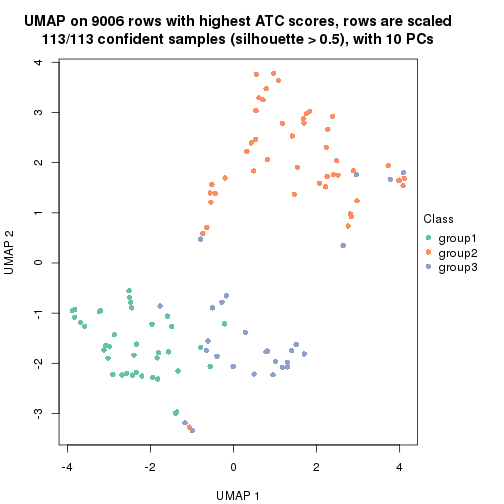 UMAP on 9006 rows with highest ATC scores, rows are scaled
113/113 confident samples (silhouette > 0.5), with 10 PCs
4
3
2
1
0
-1
-2
-3
UMAP 2
-4
-2
0
2
4
UMAP 1
Class
group1
group2
group3